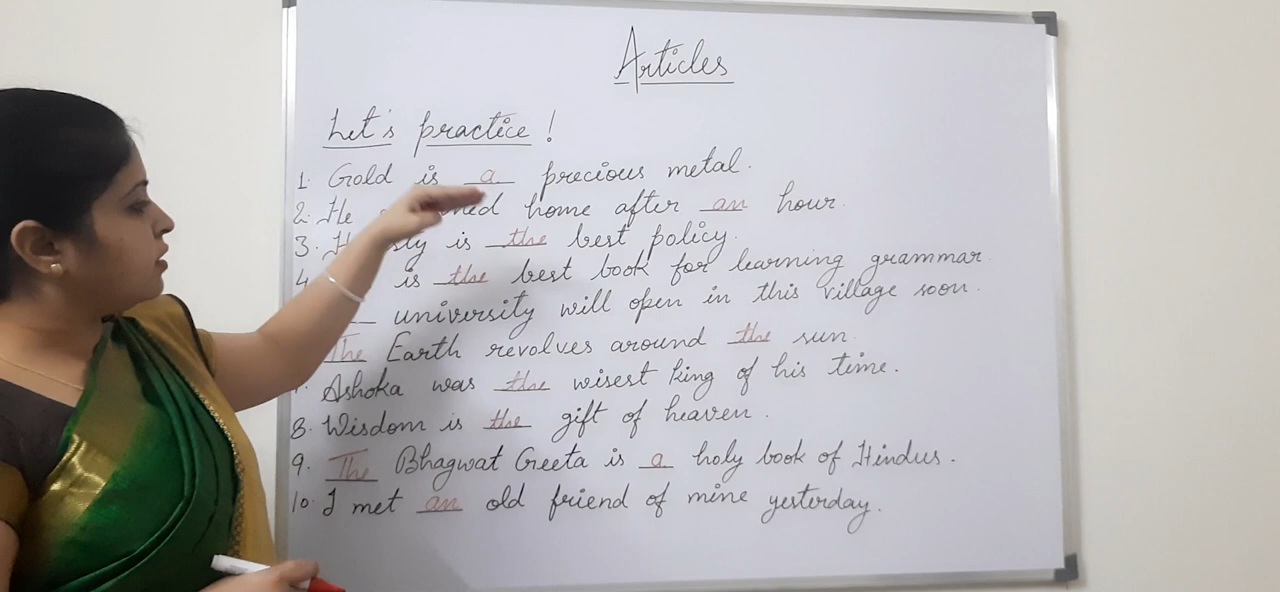 Articles
Let's practice!
1. Gold is a precious metal.
2. He home after an hour.
3. is the best policy.
4 is the best book for learning grammar
__ university will open in this village soon.
The Earth revolves around the sun.
Ashoka was the wisest king of his time.
8. Wisdom is the gift of heaven.
9. The Bhagwat Geeta is a holy book of Hindus.
10. I met an old friend of mine yesterday.